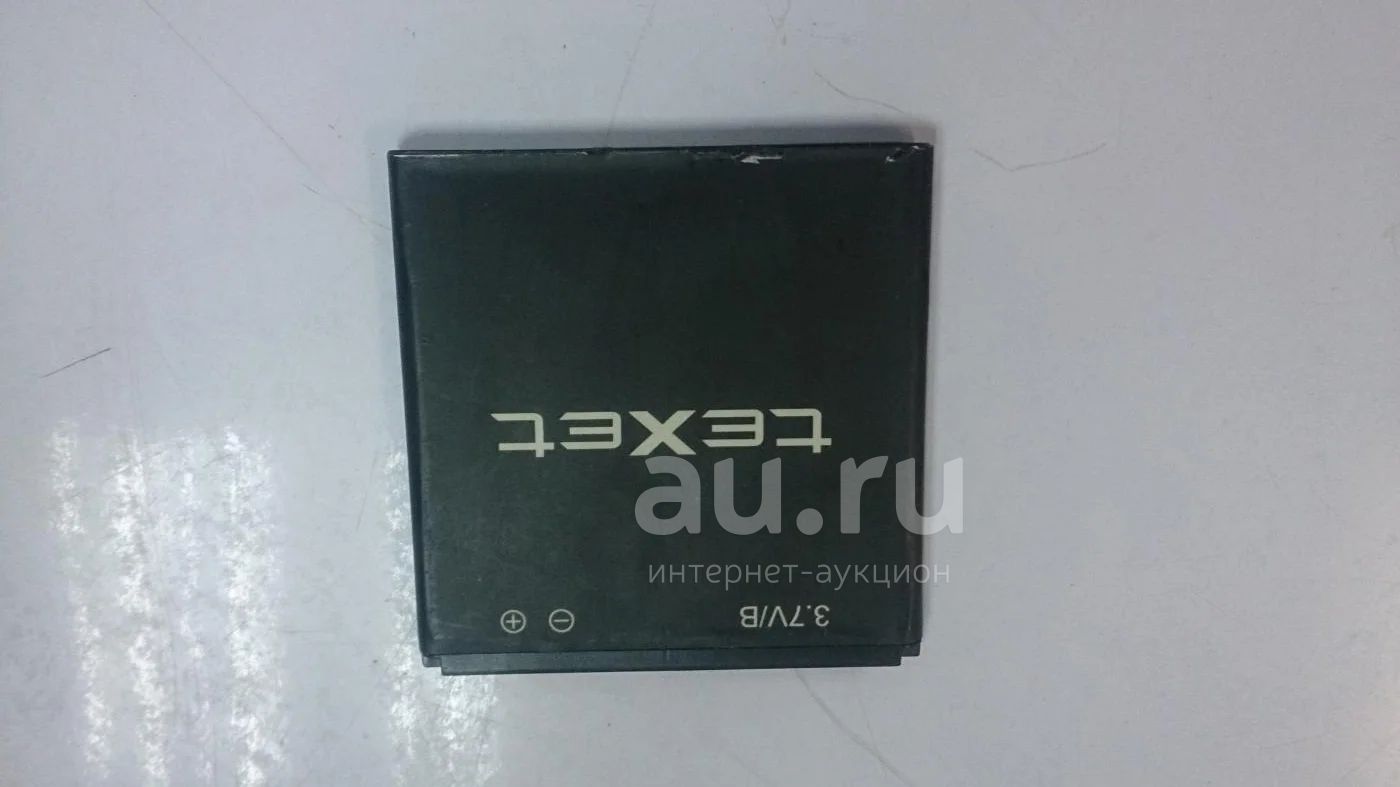 teXet
au.ru
интернет-аукцион
3.7V/B
⊖ ⊕